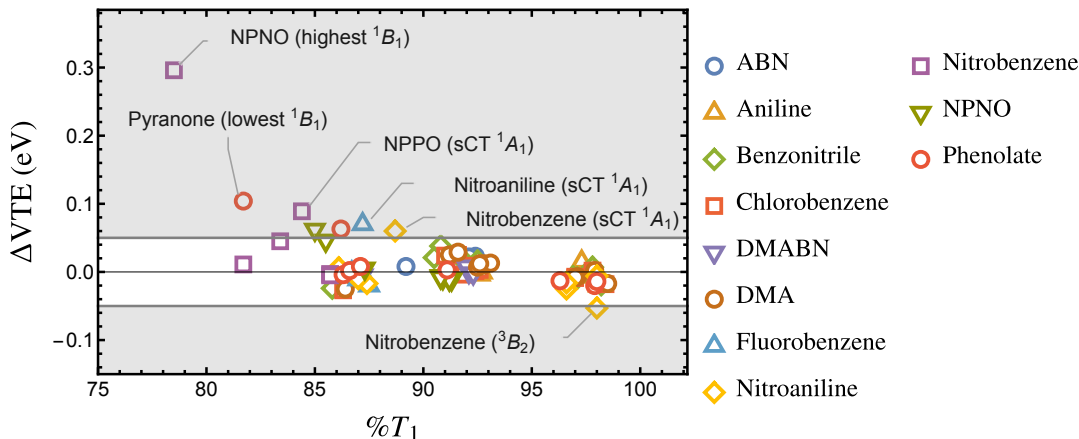 NPNO (highest ¹B₁)
Pyranone (lowest ¹B₁)
NPPO (sCT ¹A₁)
Nitroaniline (sCT ¹A₁)
Nitrobenzene (sCT ¹A₁)
Nitrobenzene (³B₂)
ΔVTE (eV)
0.3
0.2
0.1
0.0
−0.1
75 80 85 90 95 100
%T₁
ABN
Aniline
Benzonitrile
Chlorobenzene
DMABN
DMA
Fluorobenzene
Nitroaniline
Nitrobenzene
NPNO
Phenolate